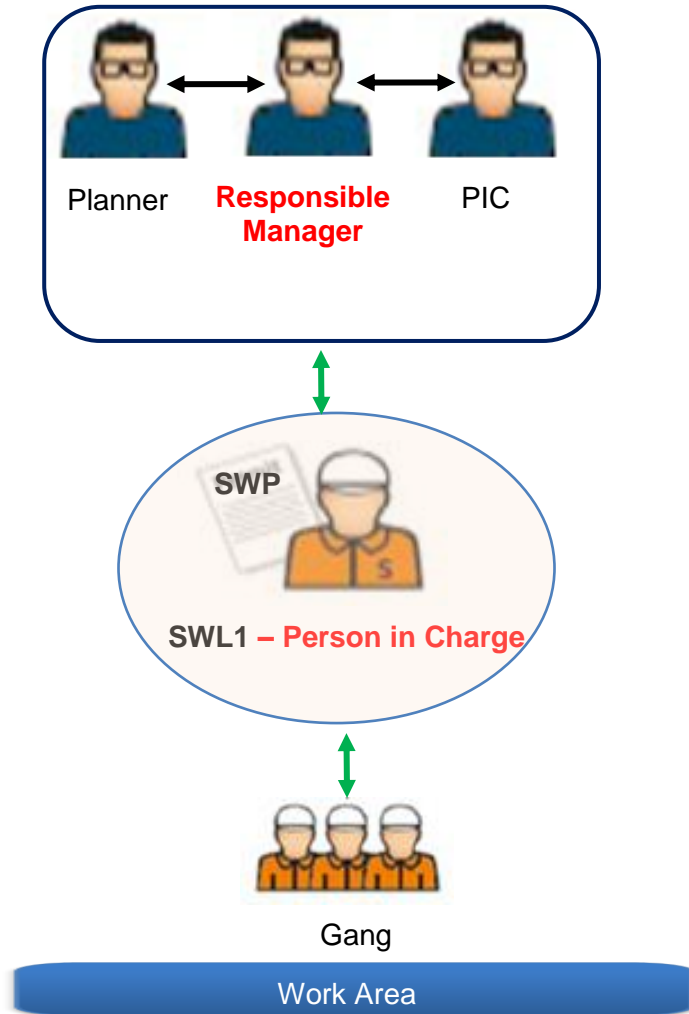 Planner
Responsible
Manager
PIC
SWP
S
SWL1 – Person in Charge
Gang
Work Area